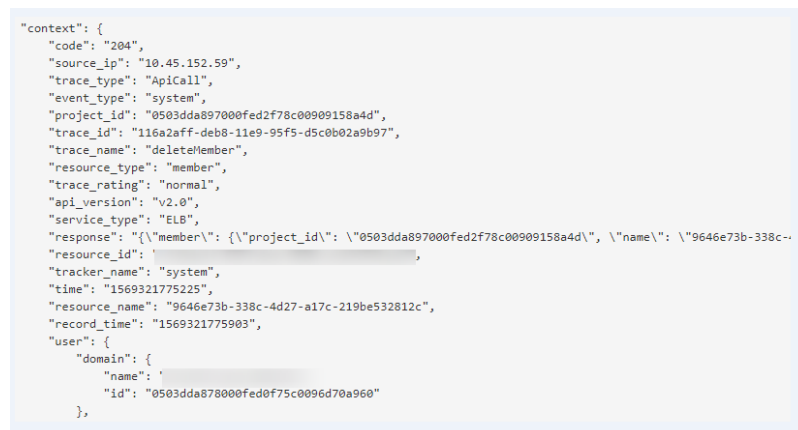 "context": {
"code": "204",
"source_ip": "10.45.152.59",
"trace_type": "ApiCall",
"event_type": "system",
"project_id": "0503dda897000fed2f78c00909158a4d",
"trace_id": "116a2aff-deb8-11e9-95f5-d5c0b02a9b97",
"trace_name": "deleteMember",
"resource_type": "member",
"trace_rating": "normal",
"api_version": "v2.0",
"service_type": "ELB",
"response": "{\"member\": {\"project_id\": \"0503dda897000fed2f78c00909158a4d\", \"name\": \"9646e73b-338c-4
"resource_id": ",
"tracker_name": "system",
"time": "1569321775225",
"resource_name": "9646e73b-338c-4d27-a17c-219be532812c",
"record_time": "1569321775903",
"user": {
"domain": {
"name":
"id": "0503dda878000fed0f75c0096d70a960"
},